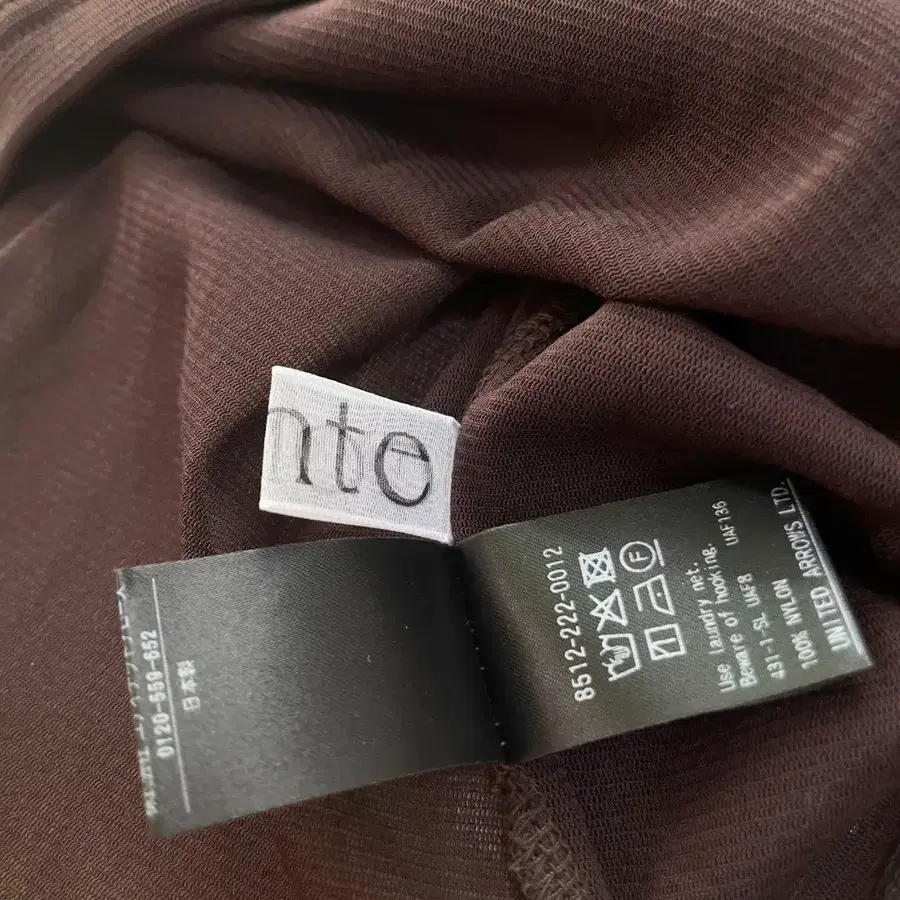 nte
8512-222-0012
Use laundry net.
Beware of hooking.
431-1-SL UAF8 UAF136
100% NYLON
UNITED ARROWS LTD.
0120-559-652
日本製